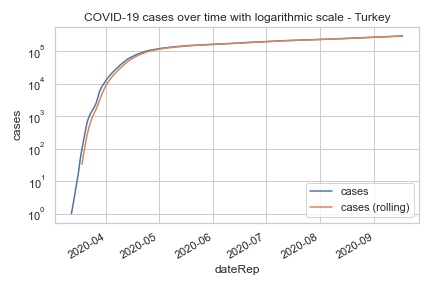 COVID-19 cases over time with logarithmic scale - Turkey
cases
10^5
10^4
10^3
10^2
10^1
10^0
cases
cases (rolling)
2020-04
2020-05
2020-06
2020-07
2020-08
2020-09
dateRep